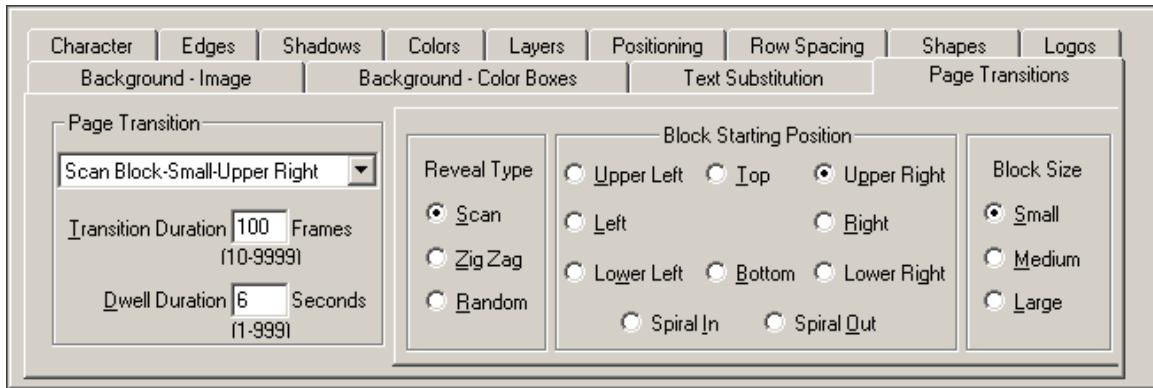 Character Edges Shadows Colors Layers Positioning Row Spacing Shapes Logos
Background - Image Background - Color Boxes Text Substitution Page Transitions
Page Transition
Scan Block-Small-Upper Right
Transition Duration 100 Frames
(10-9999)
Dwell Duration 6 Seconds
(1-999)
Reveal Type
Scan
Zig Zag
Random
Block Starting Position
Upper Left Top Upper Right
Left Right
Lower Left Bottom Lower Right
Spiral In Spiral Out
Block Size
Small
Medium
Large